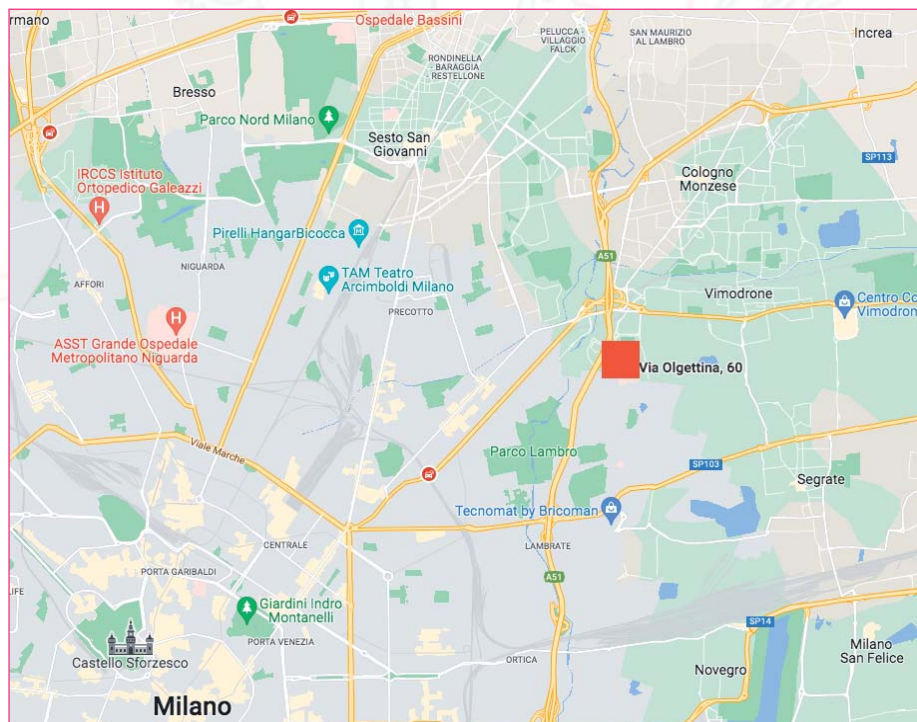 rmano
Ospedale Bassini
PELUCCA -
VILLAGGIO
FALCK
SAN MAURIZIO
AL LAMBRO
Increa
RONDINELLA
- BARAGGIA
- RESTELLONE
Bresso
Parco Nord Milano
Sesto San
Giovanni
SP113
Cologno
Monzese
IRCCS Istituto
Ortopedico Galeazzi
Pirelli HangarBicocca
A51
NIGUARDA
TAM Teatro
Arcimboldi Milano
AFFORI
Vimodrone
Centro Co
Vimodron
PRECOTTO
ASST Grande Ospedale
Metropolitano Niguarda
Via Olgettina, 60
Viale Marche
Parco Lambro
SP103
Segrate
Tecnomat by Bricoman
CENTRALE
LAMBRATE
PORTA GARIBALDI
A51
LIFE
Giardini Indro
Montanelli
SP14
PORTA VENEZIA
Milano
San Felice
Castello Sforzesco
ORTICA
Novegro
Milano